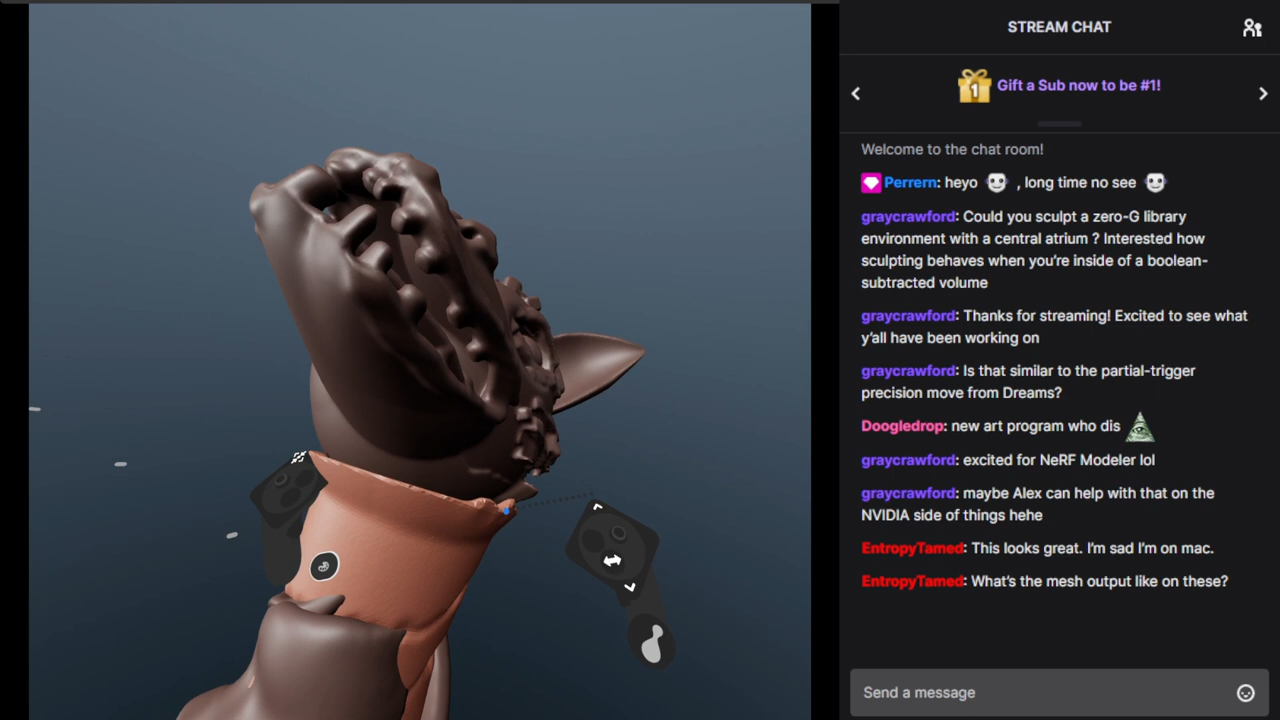 STREAM CHAT
1
Gift a Sub now to be #1!
Welcome to the chat room!
Perrern: heyo , long time no see
graycrawford: Could you sculpt a zero-G library
environment with a central atrium ? Interested how
sculpting behaves when you're inside of a boolean-
subtracted volume
graycrawford: Thanks for streaming! Excited to see what
y'all have been working on
graycrawford: Is that similar to the partial-trigger
precision move from Dreams?
Doogledrop: new art program who dis
graycrawford: excited for NeRF Modeler lol
graycrawford: maybe Alex can help with that on the
NVIDIA side of things hehe
EntropyTamed: This looks great. I'm sad I'm on mac.
EntropyTamed: What's the mesh output like on these?
Send a message